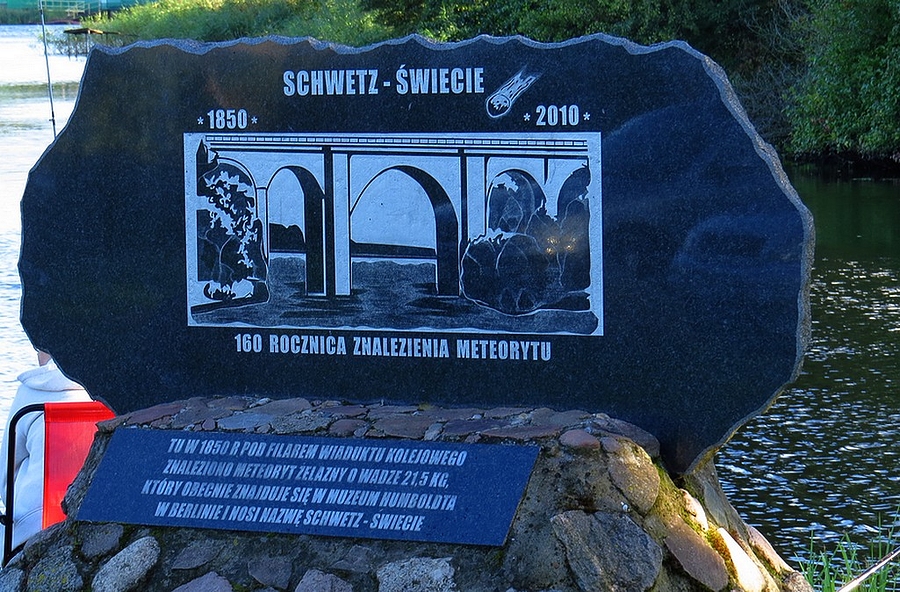 SCHWETZ - ŚWIECIE
* 1850 *
* 2010 *
160 ROCZNICA ZNALEZIENIA METEORYTU
TU W 1850 R POD FILAREM WIADUKTU KOLEJOWEGO
ZNALEZIONO METEORYT ŻELAZNY O WADZE 21,5 KG,
KTÓRY OBECNIE ZNAJDUJE SIĘ W MUZEUM HUMBOLDTA
W BERLINIE I NOSI NAZWĘ SCHWETZ - ŚWIECIE